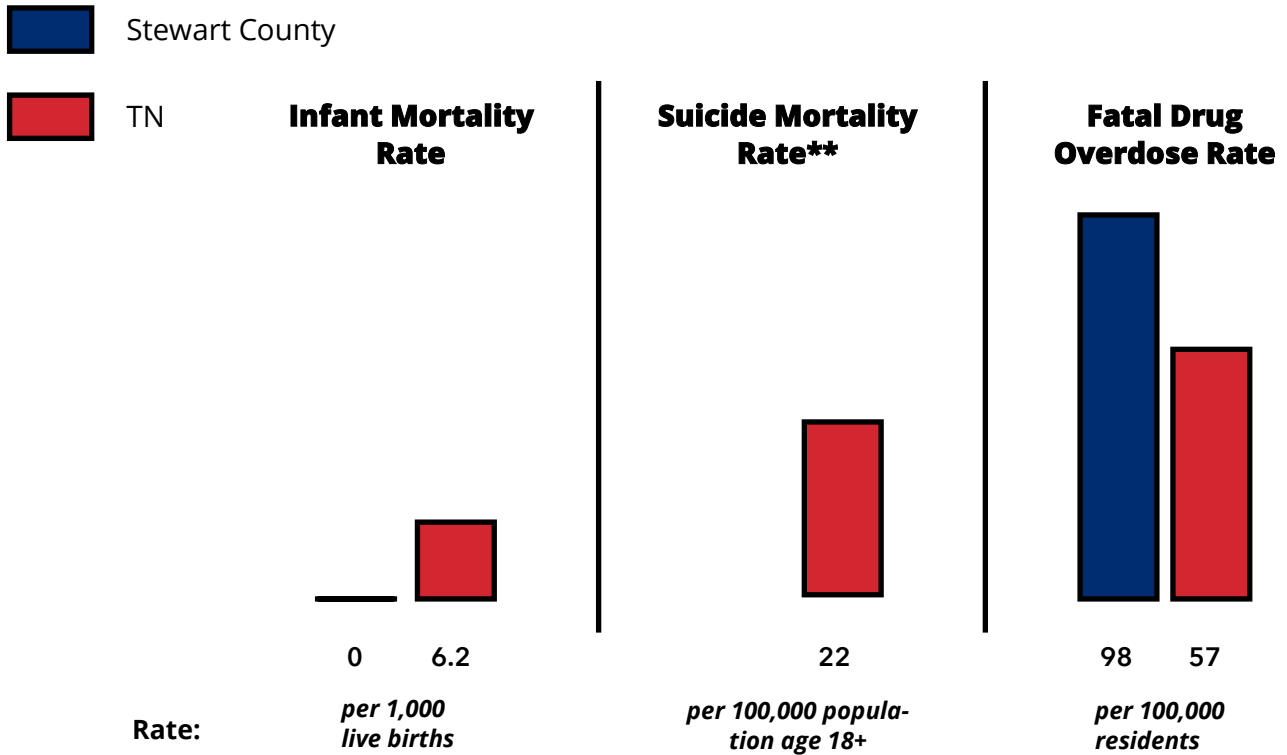 Stewart County
TN
Infant Mortality
Rate
Suicide Mortality
Rate**
Fatal Drug
Overdose Rate
0 6.2
22
98 57
Rate:
per 1,000
live births
per 100,000 popula-
tion age 18+
per 100,000
residents